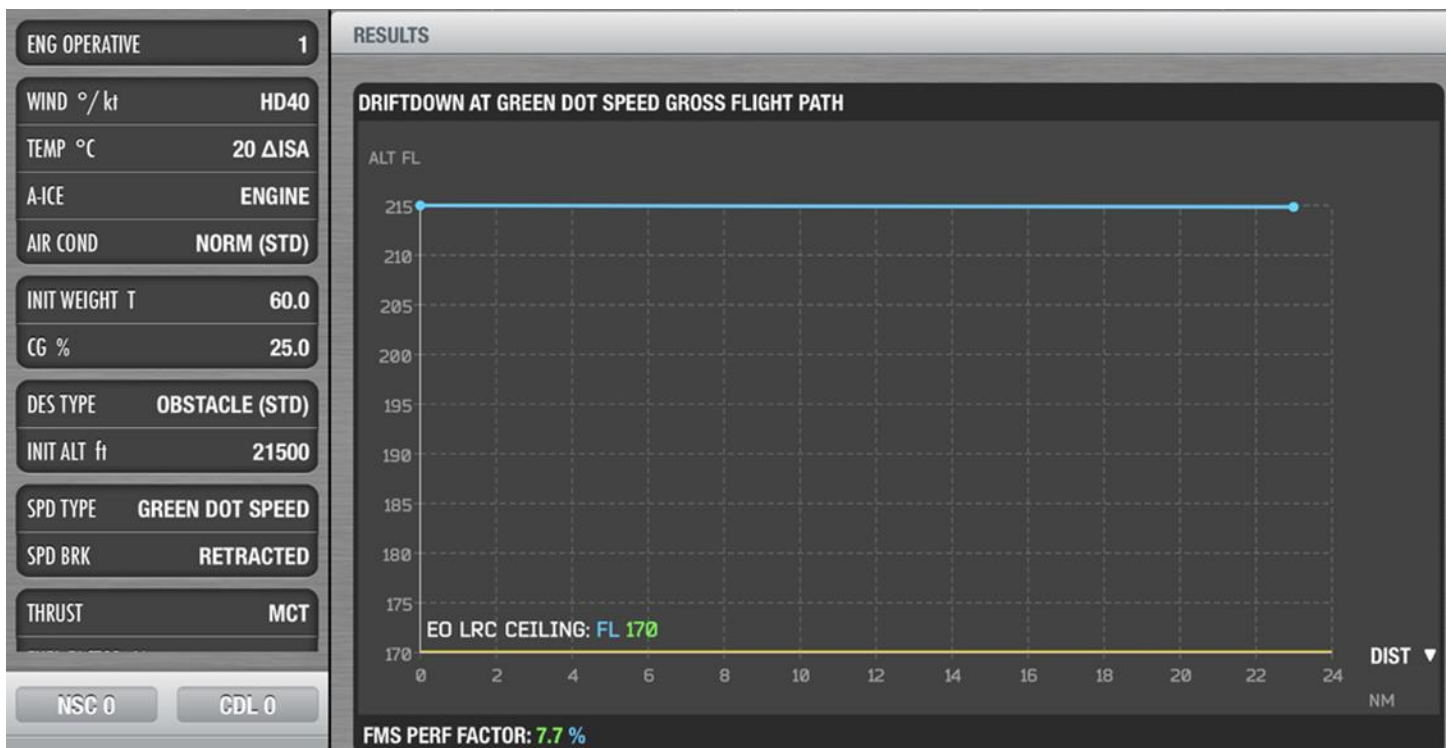 ENG OPERATIVE 1
WIND °/kt HD40
TEMP °C 20 ΔISA
A-ICE ENGINE
AIR COND NORM (STD)
INIT WEIGHT T 60.0
CG % 25.0
DES TYPE OBSTACLE (STD)
INIT ALT ft 21500
SPD TYPE GREEN DOT SPEED
SPD BRK RETRACTED
THRUST MCT
NSC 0 CDL 0
RESULTS
DRIFTDOWN AT GREEN DOT SPEED GROSS FLIGHT PATH
ALT FL
215
210
205
200
195
190
185
180
175
EO LRC CEILING: FL 170
170
0 2 4 6 8 10 12 14 16 18 20 22 24
DIST ▼
NM
FMS PERF FACTOR: 7.7 %